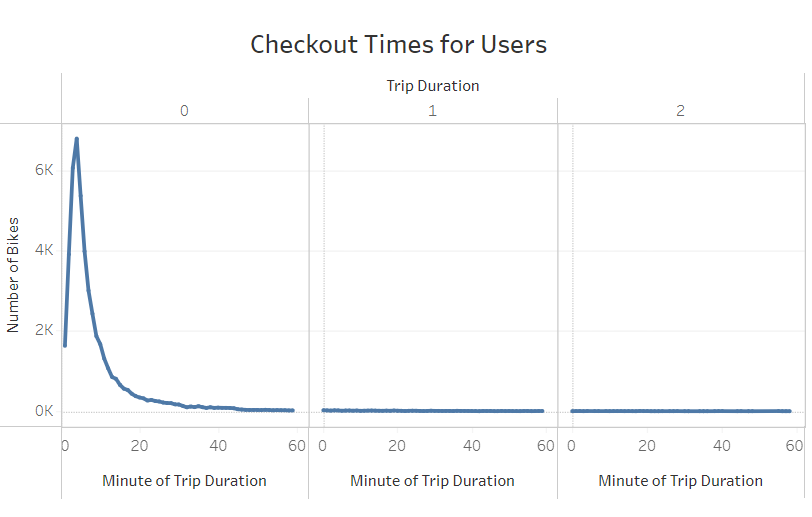 Checkout Times for Users
Trip Duration
0 1 2
Number of Bikes
6K
4K
2K
0K
0 20 40 60 0 20 40 60 0 20 40 60
Minute of Trip Duration Minute of Trip Duration Minute of Trip Duration